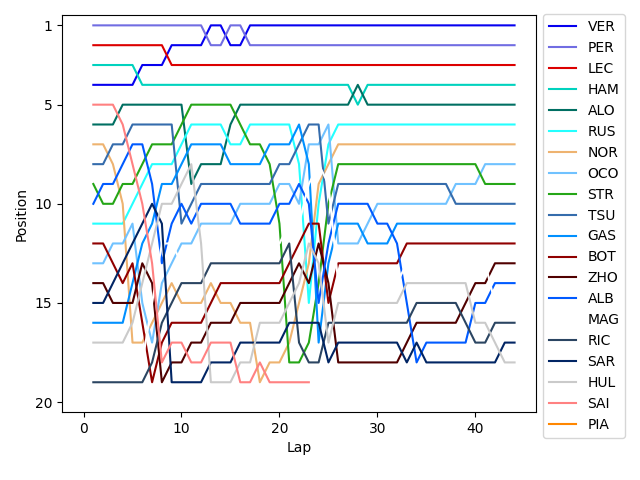 1
5
10
15
20
0
10
20
30
40
Position
Lap
VER
PER
LEC
HAM
ALO
RUS
NOR
OCO
STR
TSU
GAS
BOT
ZHO
ALB
MAG
RIC
SAR
HUL
SAI
PIA